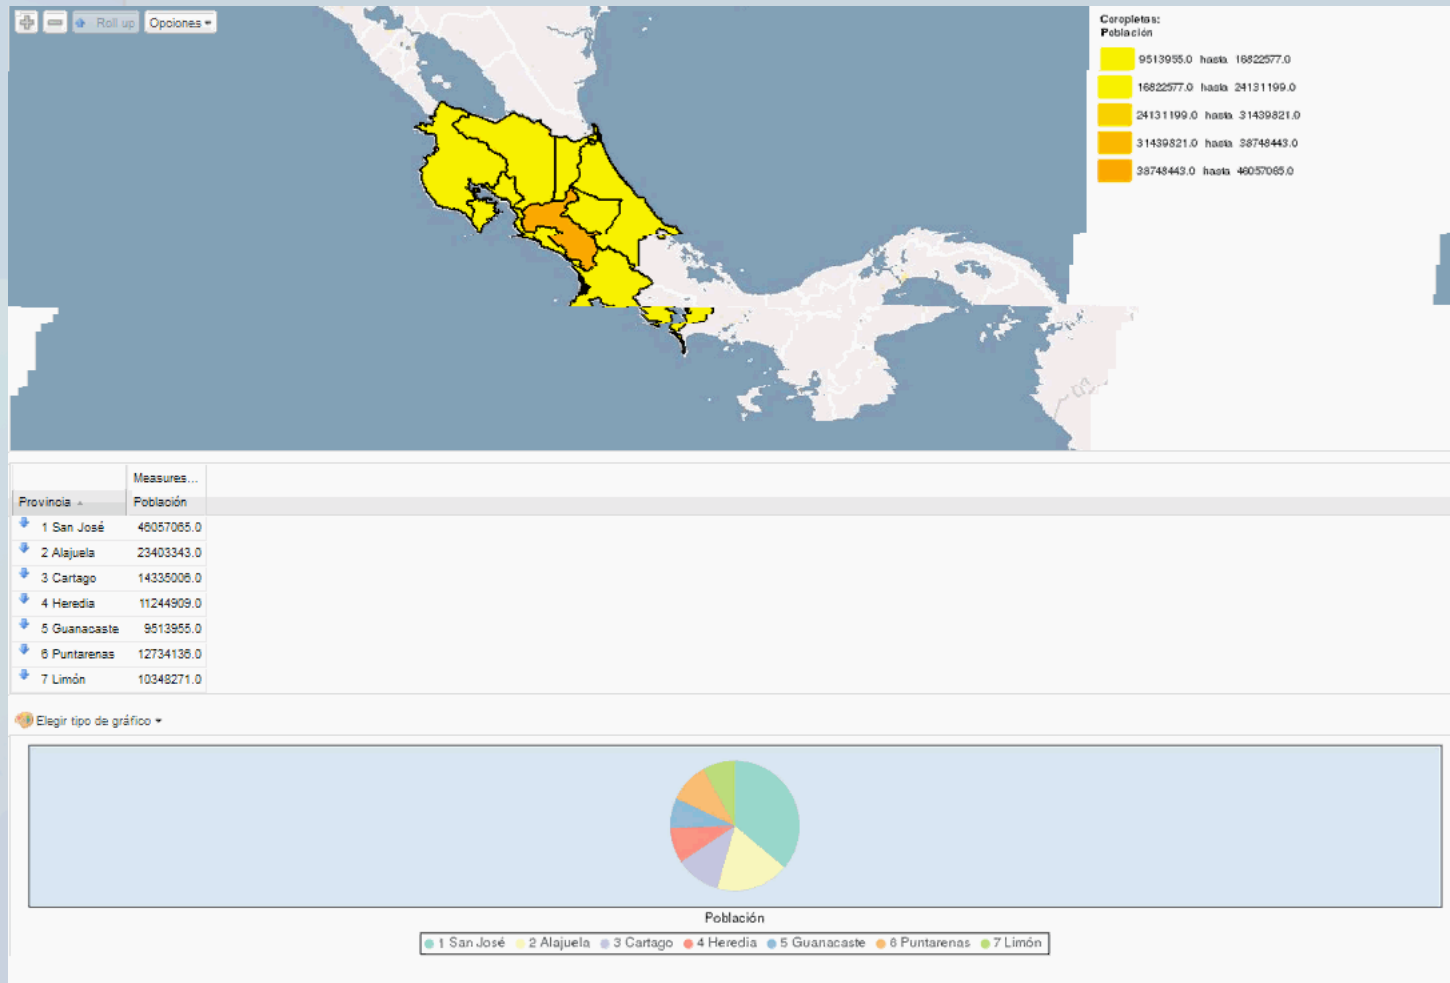 Roll up Opciones
Coropletas:
Población
9513955.0 hasta 16822577.0
16822577.0 hasta 24131199.0
24131199.0 hasta 31439821.0
31439821.0 hasta 38748443.0
38748443.0 hasta 46057065.0
Measures...
Provincia Población
1 San José 46057065.0
2 Alajuela 23403343.0
3 Cartago 14335006.0
4 Heredia 11244909.0
5 Guanacaste 9513955.0
6 Puntarenas 12734136.0
7 Limón 10348271.0
Elegir tipo de gráfico
Población
1 San José 2 Alajuela 3 Cartago 4 Heredia 5 Guanacaste 6 Puntarenas 7 Limón